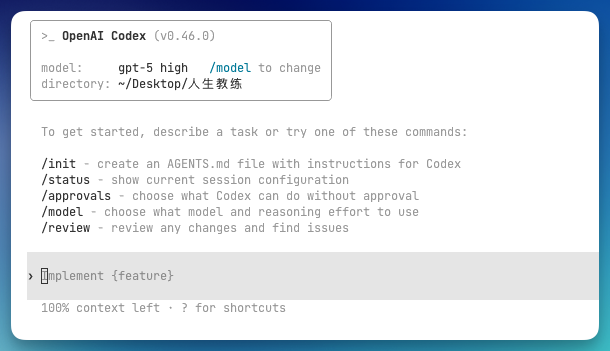 >_ OpenAI Codex (v0.46.0)
model: gpt-5 high /model to change
directory: ~/Desktop/人生教练
To get started, describe a task or try one of these commands:
/init - create an AGENTS.md file with instructions for Codex
/status - show current session configuration
/approvals - choose what Codex can do without approval
/model - choose what model and reasoning effort to use
/review - review any changes and find issues
› Implement {feature}
100% context left · ? for shortcuts